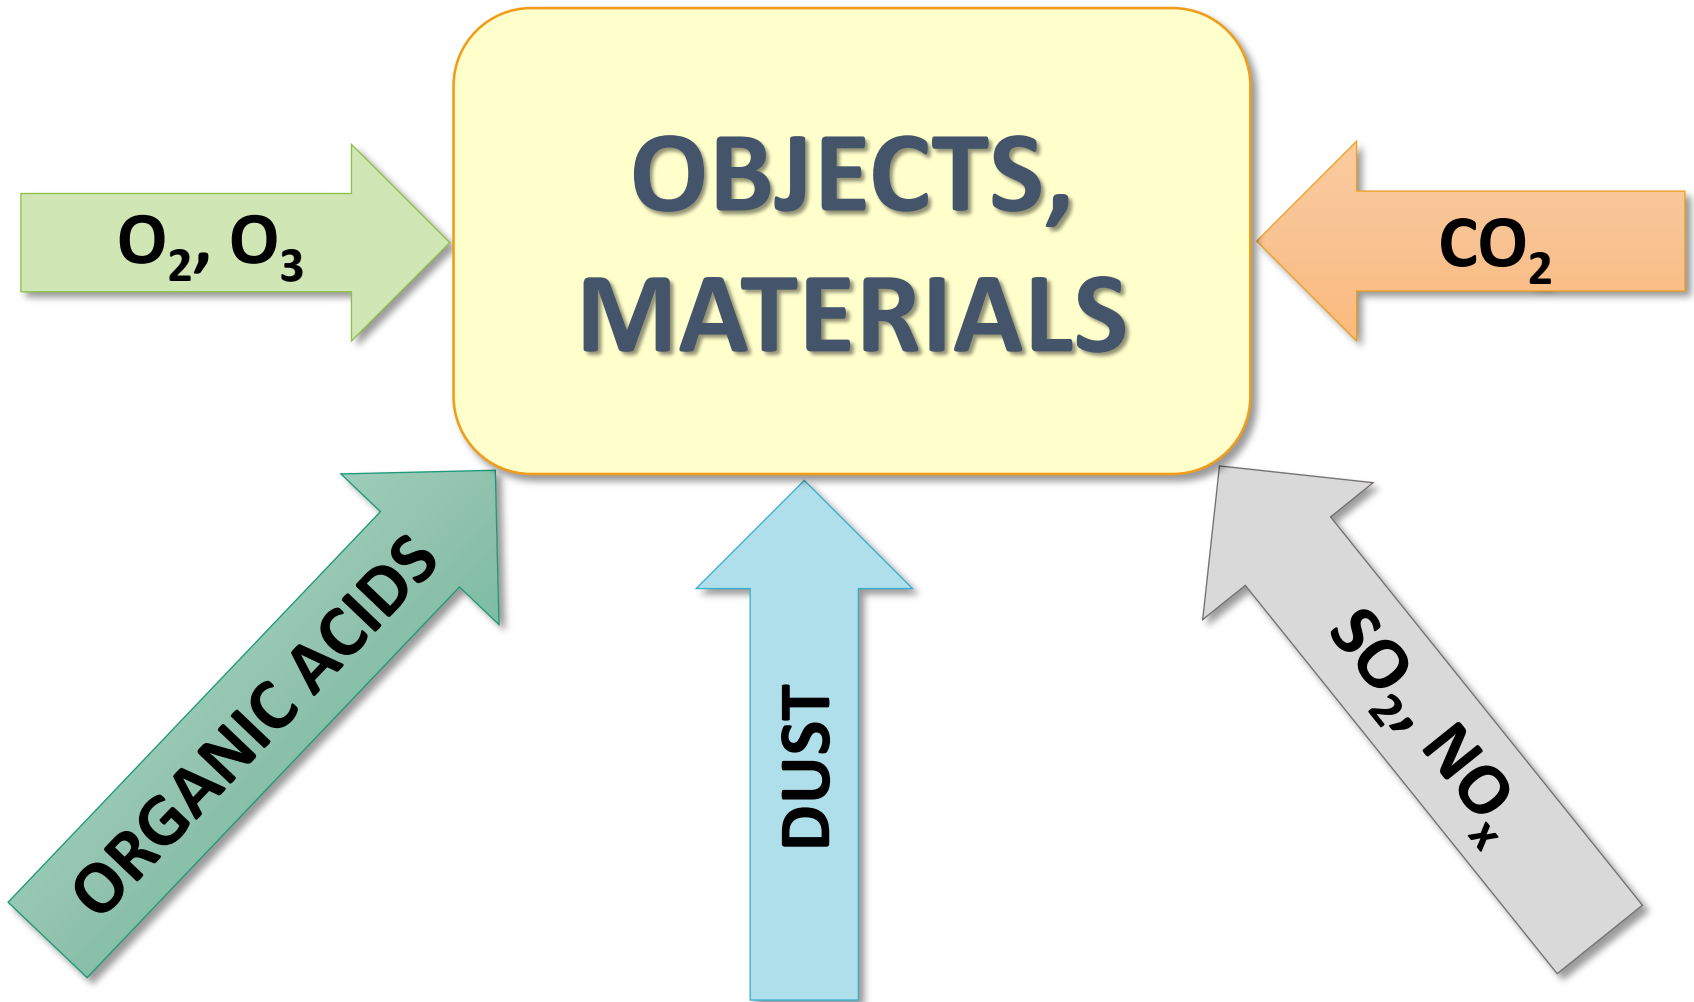 OBJECTS,
MATERIALS
O₂, O₃
CO₂
ORGANIC ACIDS
DUST
SO₂, NOₓ